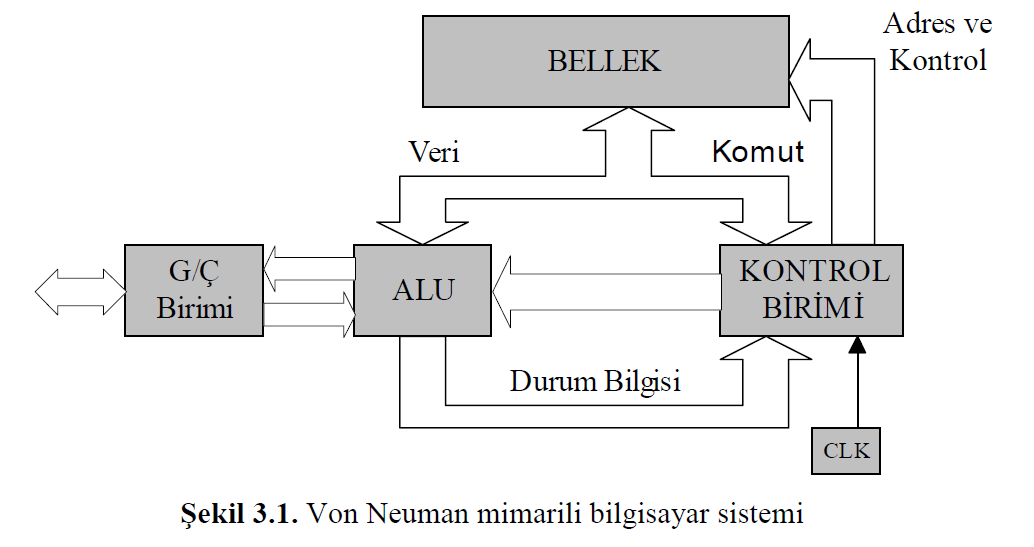 Adres ve
Kontrol
BELLEK
Veri
Komut
G/Ç
Birimi
ALU
KONTROL
BİRİMİ
Durum Bilgisi
CLK
Şekil 3.1. Von Neuman mimarili bilgisayar sistemi